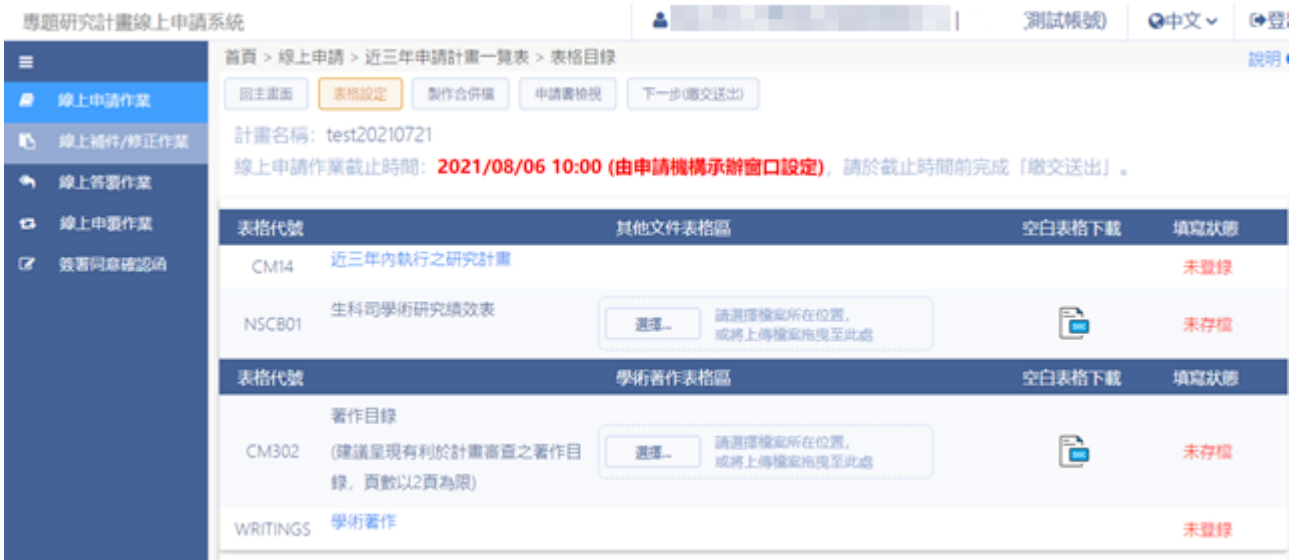 專題研究計畫線上申請系統
測試帳號) 中文 登
首頁 > 線上申請 > 近三年申請計畫一覽表 > 表格目錄 說明
線上申請作業
線上補件/修正作業
線上答覆作業
線上申覆作業
簽署同意確認函
回主畫面 表格設定 製作合併檔 申請書檢視 下一步(繳交送出)
計畫名稱：test20210721
線上申請作業截止時間：2021/08/06 10:00 (由申請機構承辦窗口設定)，請於截止時間前完成「繳交送出」。
表格代號 其他文件表格區 空白表格下載 填寫狀態
CM14 近三年內執行之研究計畫 未登錄
NSCB01 生科司學術研究績效表 選擇... 請選擇檔案所在位置，
或將上傳檔案拖曳至此處 未存檔
表格代號 學術著作表格區 空白表格下載 填寫狀態
著作目錄
CM302 (建議呈現有利於計畫審查之著作目
錄，頁數以2頁為限) 選擇... 請選擇檔案所在位置，
或將上傳檔案拖曳至此處 未存檔
WRITINGS 學術著作 未登錄